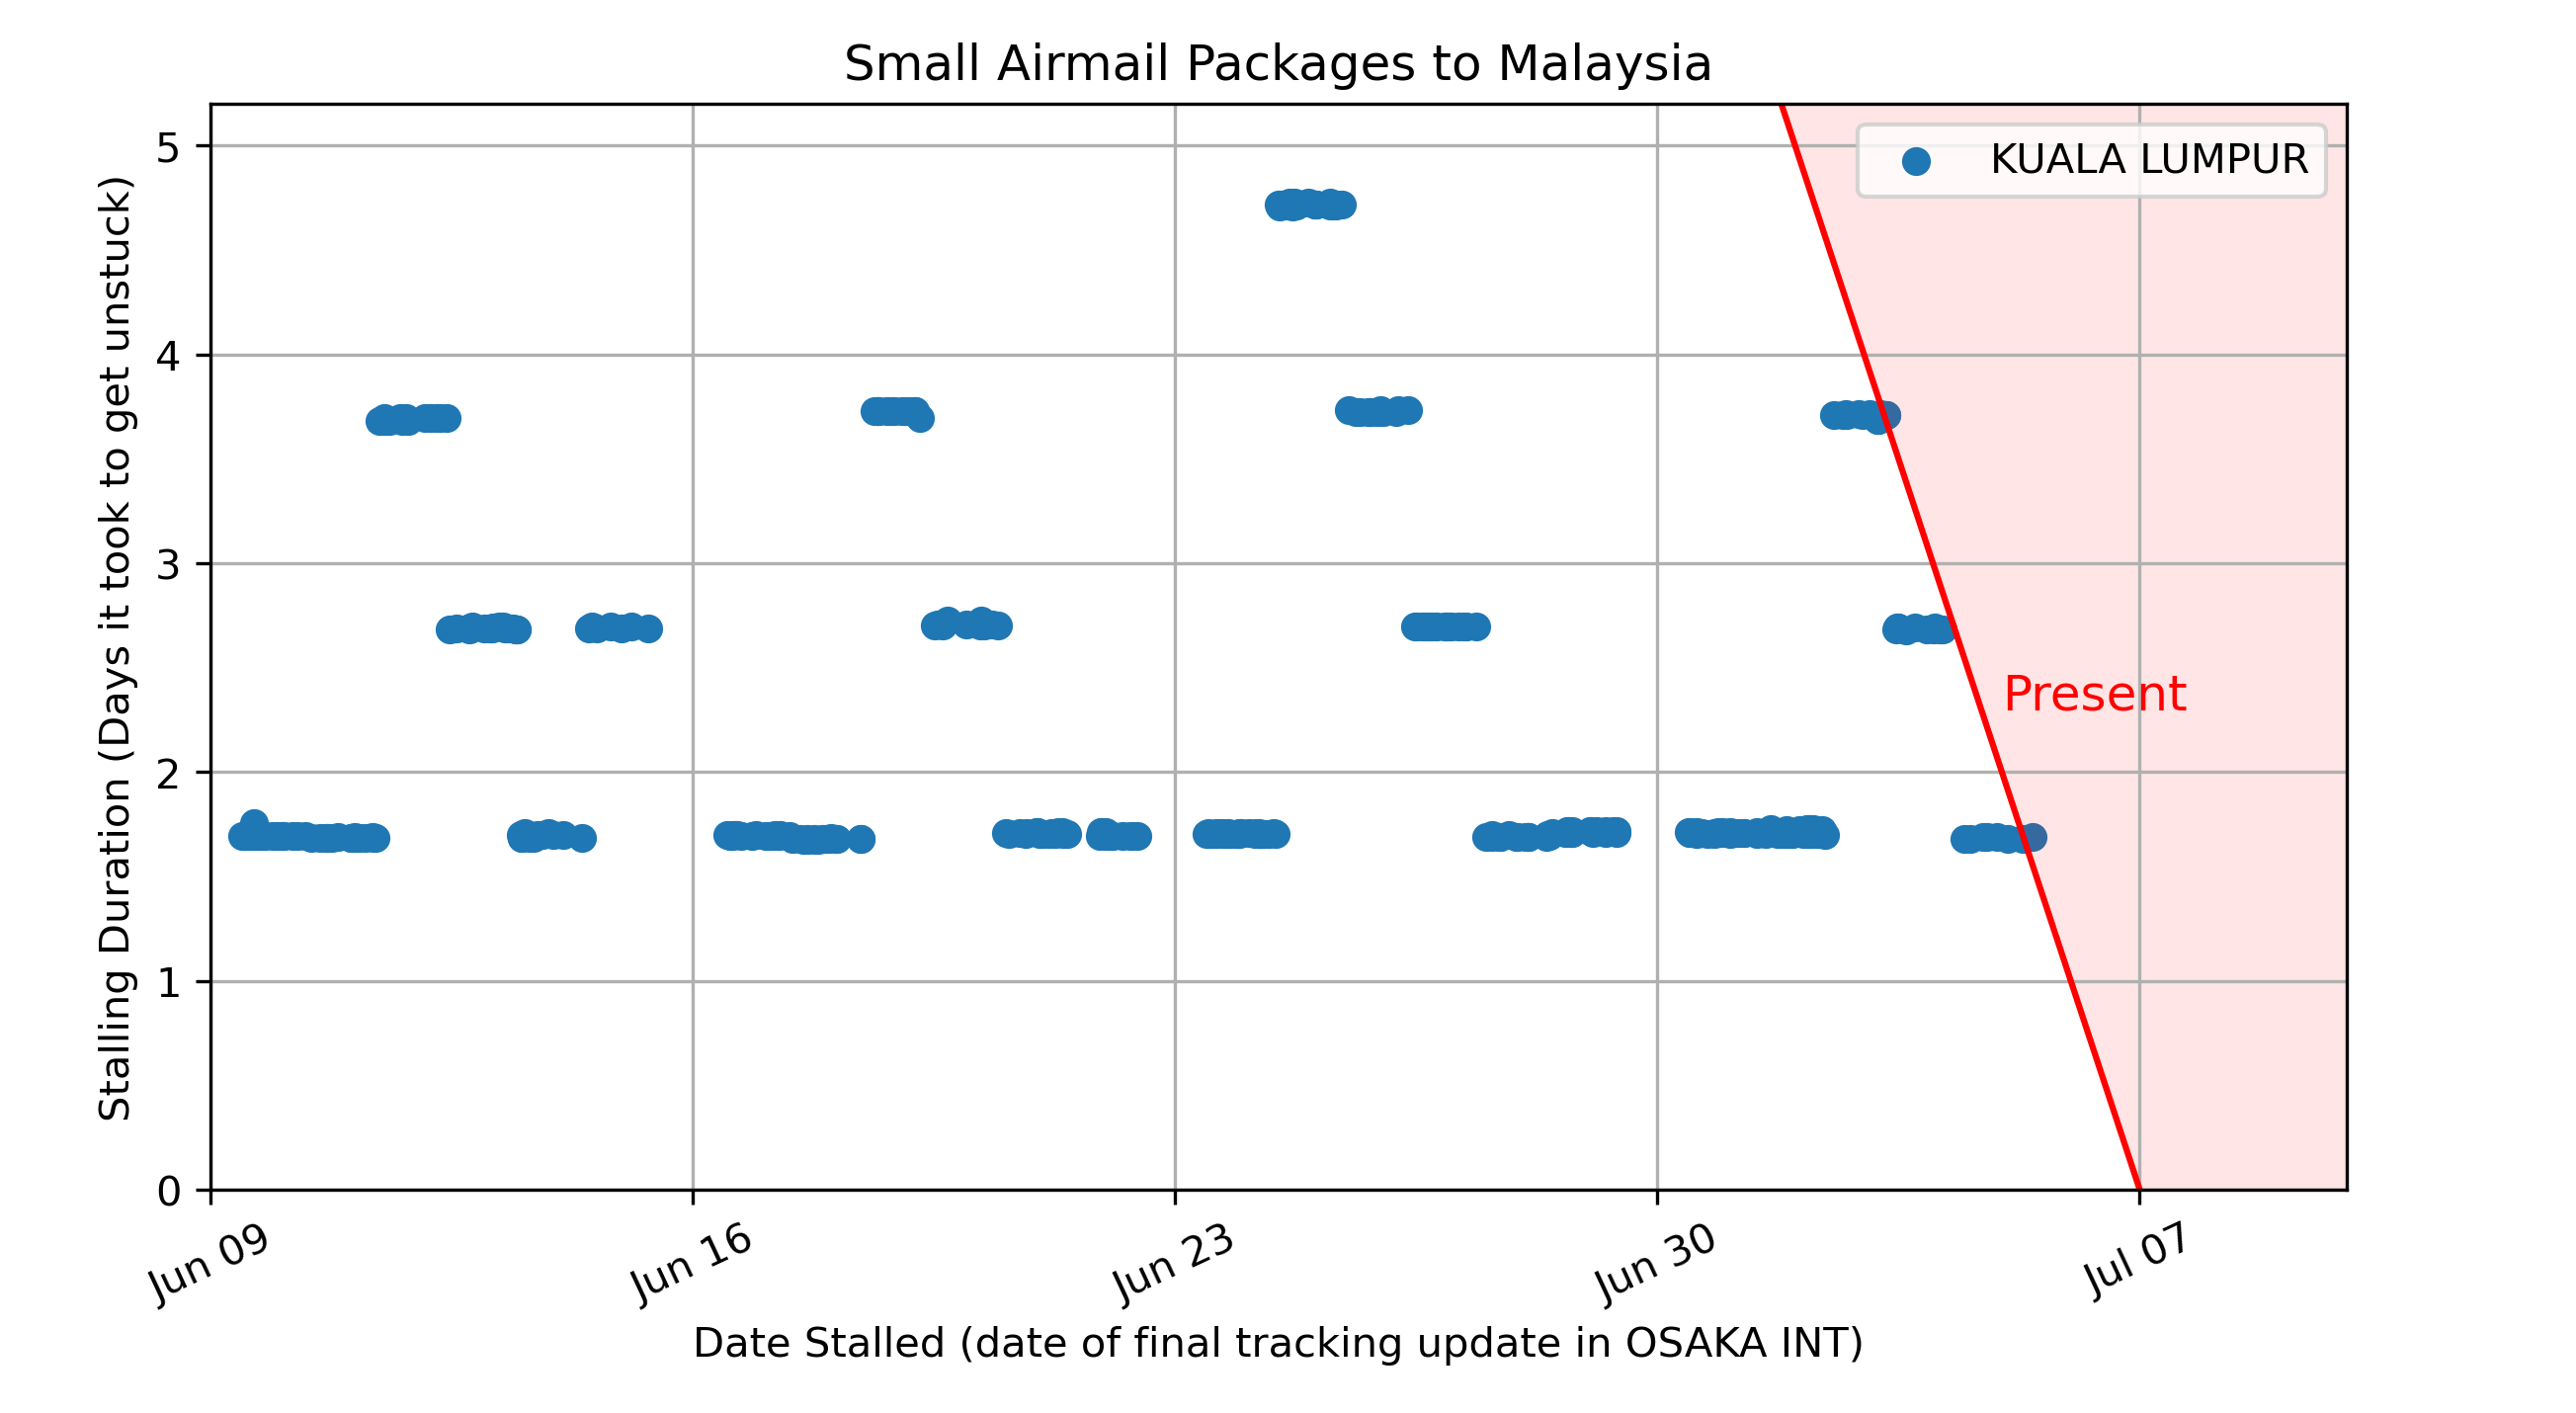 Small Airmail Packages to Malaysia
KUALA LUMPUR
Stalling Duration (Days it took to get unstuck)
5
4
3
2
1
0
Present
Jun 09
Jun 16
Jun 23
Jun 30
Jul 07
Date Stalled (date of final tracking update in OSAKA INT)